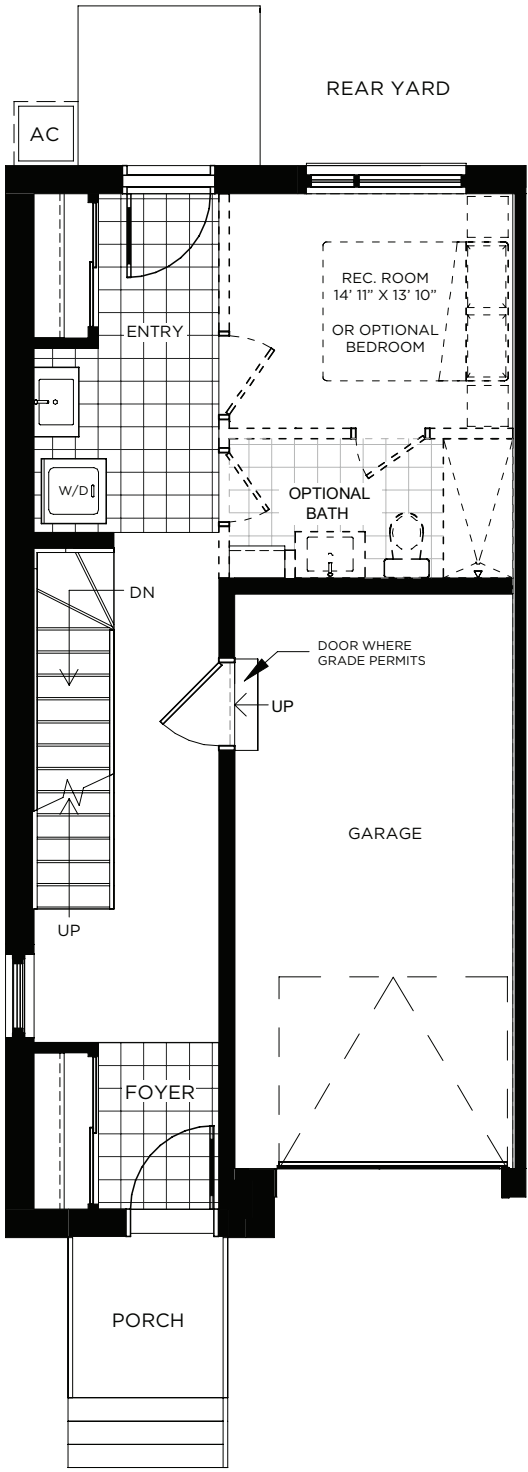 REAR YARD
AC
REC. ROOM
14' 11" X 13' 10"
OR OPTIONAL
BEDROOM
ENTRY
W/D
OPTIONAL
BATH
DN
DOOR WHERE
GRADE PERMITS
UP
GARAGE
UP
FOYER
PORCH